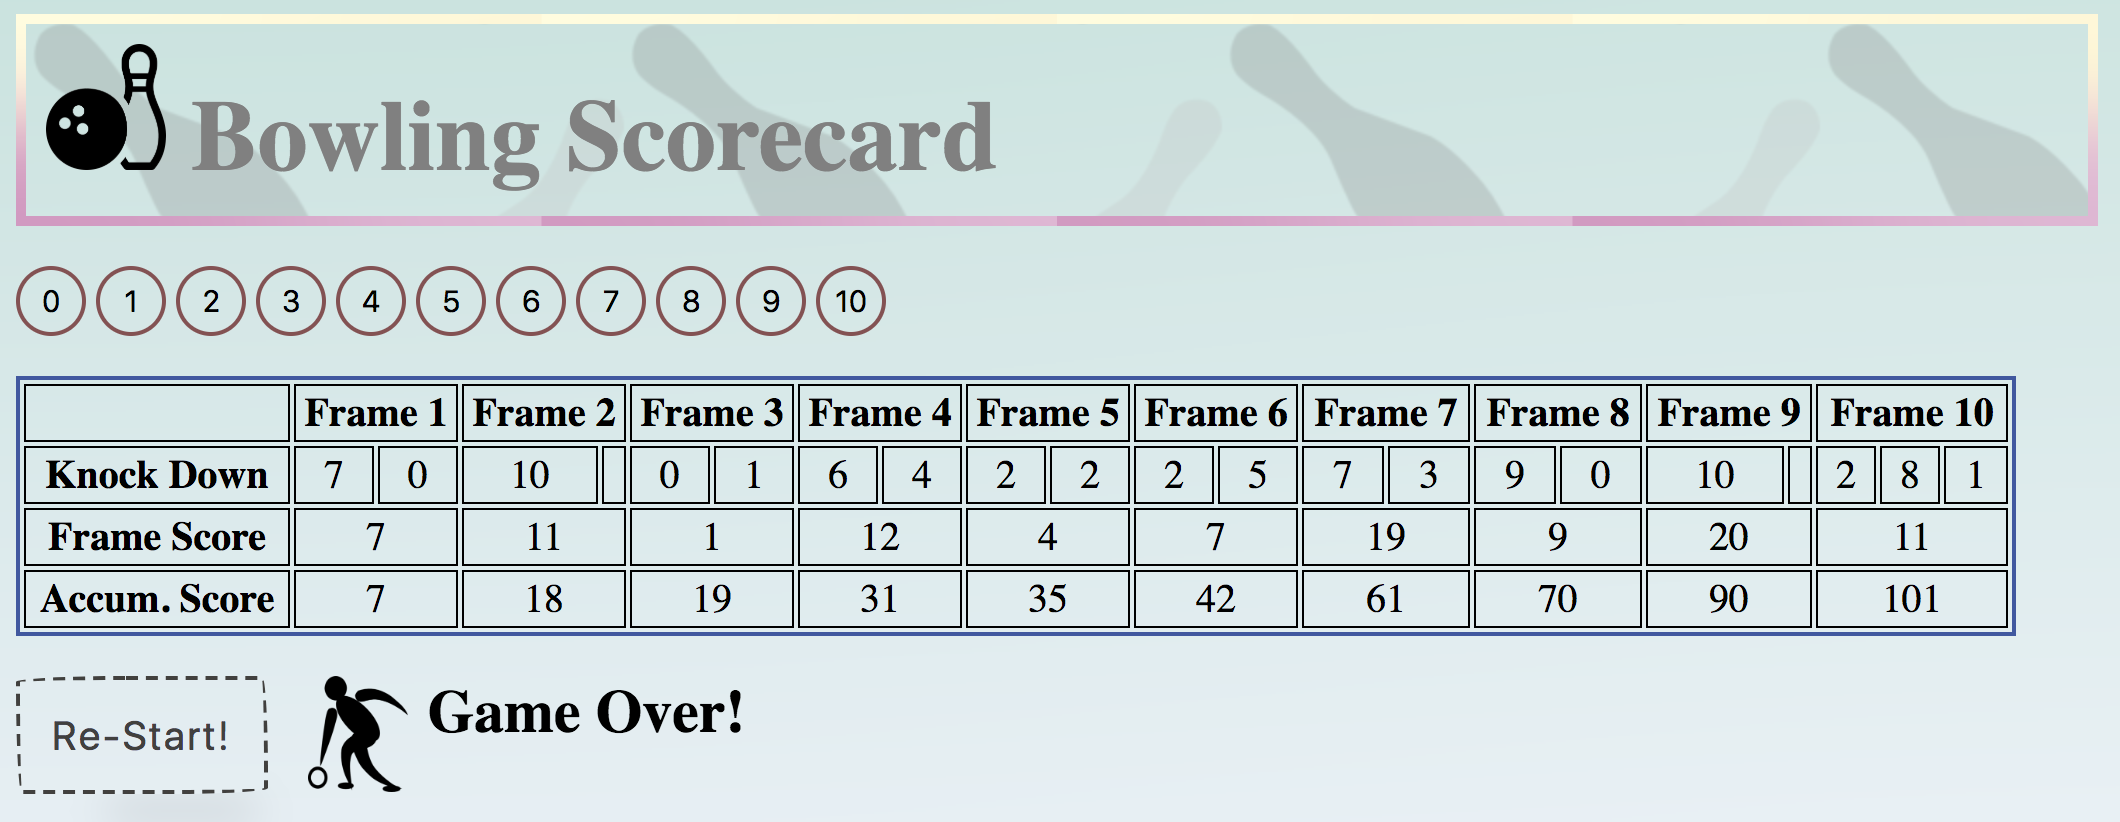 Bowling Scorecard
0 1 2 3 4 5 6 7 8 9 10
Frame 1 Frame 2 Frame 3 Frame 4 Frame 5 Frame 6 Frame 7 Frame 8 Frame 9 Frame 10
Knock Down 7 0 10 0 1 6 4 2 2 2 5 7 3 9 0 10 2 8 1
Frame Score 7 11 1 12 4 7 19 9 20 11
Accum. Score 7 18 19 31 35 42 61 70 90 101
Re-Start! Game Over!